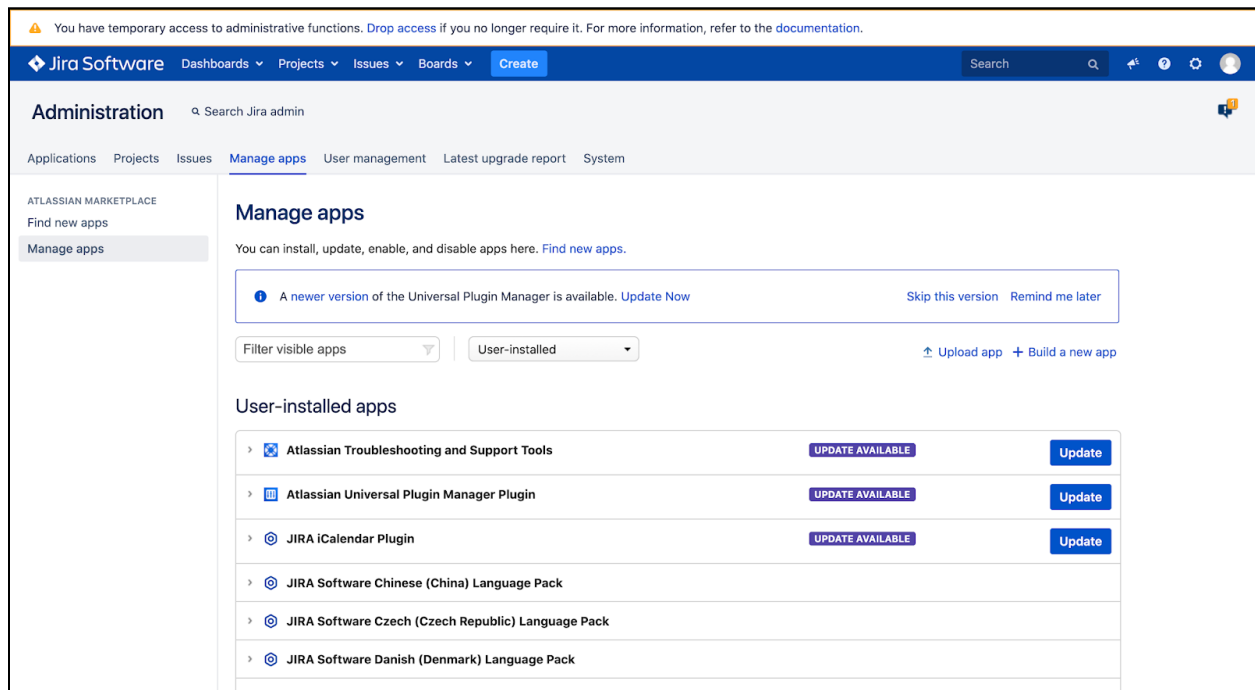 You have temporary access to administrative functions. Drop access if you no longer require it. For more information, refer to the documentation.
Jira Software Dashboards Projects Issues Boards Create Search
Administration Search Jira admin
Applications Projects Issues Manage apps User management Latest upgrade report System
ATLASSIAN MARKETPLACE
Find new apps
Manage apps
Manage apps
You can install, update, enable, and disable apps here. Find new apps.
A newer version of the Universal Plugin Manager is available. Update Now Skip this version Remind me later
Filter visible apps User-installed Upload app Build a new app
User-installed apps
Atlassian Troubleshooting and Support Tools UPDATE AVAILABLE Update
Atlassian Universal Plugin Manager Plugin UPDATE AVAILABLE Update
JIRA iCalendar Plugin UPDATE AVAILABLE Update
JIRA Software Chinese (China) Language Pack
JIRA Software Czech (Czech Republic) Language Pack
JIRA Software Danish (Denmark) Language Pack